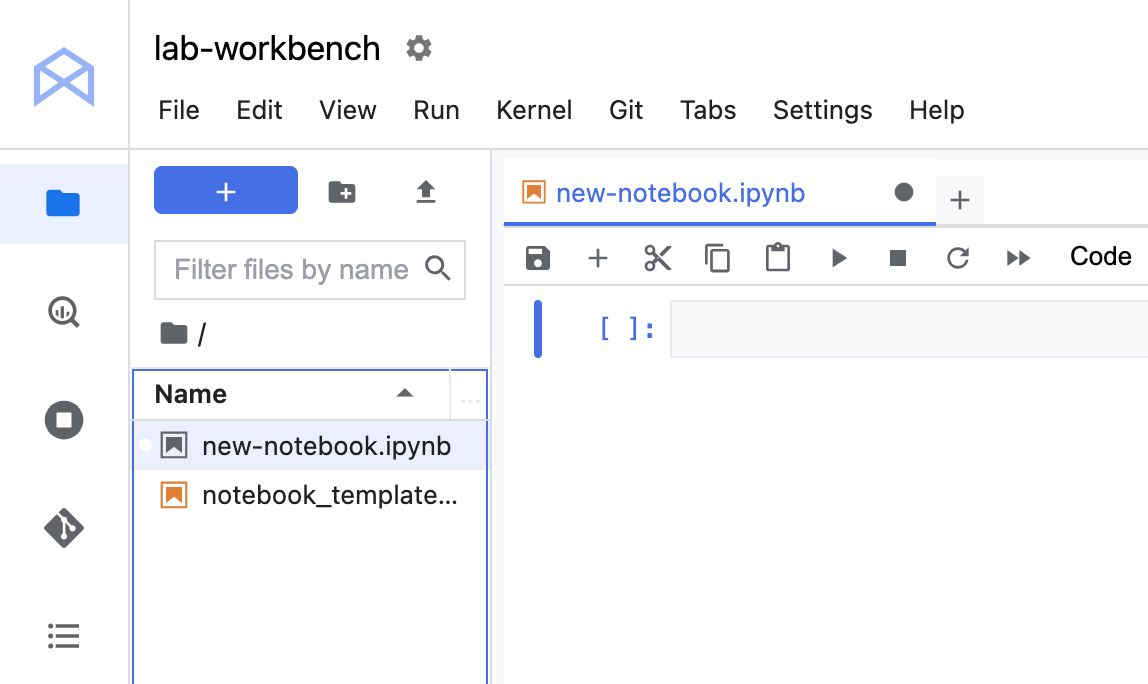 lab-workbench
File Edit View Run Kernel Git Tabs Settings Help
new-notebook.ipynb
Code
Filter files by name
/
[ ]:
Name
...
new-notebook.ipynb
notebook_template...